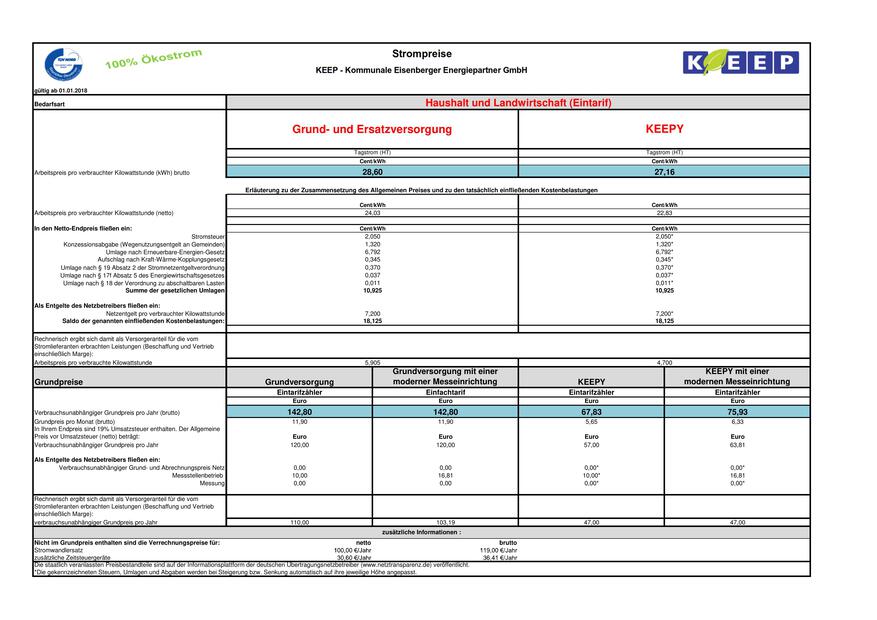 TÜV NORD
100% Ökostrom
Strompreise
KEEP - Kommunale Eisenberger Energiepartner GmbH
KEEP
gültig ab 01.01.2018
Bedarfsart
Haushalt und Landwirtschaft (Eintarif)
Grund- und Ersatzversorgung KEEPY
Tagstrom (HT) Tagstrom (HT)
Cent/kWh Cent/kWh
Arbeitspreis pro verbrauchter Kilowattstunde (kWh) brutto 28,60 27,16
Erläuterung zu der Zusammensetzung des Allgemeinen Preises und zu den tatsächlich einfließenden Kostenbelastungen
Cent/kWh Cent/kWh
Arbeitspreis pro verbrauchter Kilowattstunde (netto) 24,03 22,83
In den Netto-Endpreis fließen ein: Cent/kWh Cent/kWh
Stromsteuer 2,050 2,050*
Konzessionsabgabe (Wegenutzungsentgelt an Gemeinden) 1,320 1,320*
Umlage nach Erneuerbare-Energien-Gesetz 6,792 6,792*
Aufschlag nach Kraft-Wärme-Kopplungsgesetz 0,345 0,345*
Umlage nach § 19 Absatz 2 der Stromnetzentgeltverordnung 0,370 0,370*
Umlage nach § 17f Absatz 5 des Energiewirtschaftsgesetzes 0,037 0,037*
Umlage nach § 18 der Verordnung zu abschaltbaren Lasten 0,011 0,011*
Summe der gesetzlichen Umlagen 10,925 10,925
Als Entgelte des Netzbetreibers fließen ein:
Netzentgelt pro verbrauchter Kilowattstunde 7,200 7,200*
Saldo der genannten einfließenden Kostenbelastungen: 18,125 18,125
Rechnerisch ergibt sich damit als Versorgeranteil für die vom
Stromlieferanten erbrachten Leistungen (Beschaffung und Vertrieb
einschließlich Marge):
Arbeitspreis pro verbrauchte Kilowattstunde 5,905 4,700
Grundpreise Grundversorgung Grundversorgung mit einer moderner Messeinrichtung KEEPY KEEPY mit einer modernen Messeinrichtung
Eintarifzähler Einfachtarif Eintarifzähler Eintarifzähler
Euro Euro Euro Euro
Verbrauchsunabhängiger Grundpreis pro Jahr (brutto) 142,80 142,80 67,83 75,93
Grundpreis pro Monat (brutto) 11,90 11,90 5,65 6,33
In Ihrem Endpreis sind 19% Umsatzsteuer enthalten. Der Allgemeine
Preis vor Umsatzsteuer (netto) beträgt: Euro Euro Euro Euro
Verbrauchsunabhängiger Grundpreis pro Jahr 120,00 120,00 57,00 63,81
Als Entgelte des Netzbetreibers fließen ein:
Verbrauchsunabhängiger Grund- und Abrechnungspreis Netz 0,00 0,00 0,00* 0,00*
Messstellenbetrieb 10,00 16,81 10,00* 16,81
Messung 0,00 0,00 0,00* 0,00*
Rechnerisch ergibt sich damit als Versorgeranteil für die vom
Stromlieferanten erbrachten Leistungen (Beschaffung und Vertrieb
einschließlich Marge):
verbrauchsunabhängiger Grundpreis pro Jahr 110,00 103,19 47,00 47,00
zusätzliche Informationen :
Nicht im Grundpreis enthalten sind die Verrechnungspreise für: netto brutto
Stromwandlersatz 100,00 €/Jahr 119,00 €/Jahr
zusätzliche Zeitsteuergeräte 30,60 €/Jahr 36,41 €/Jahr
Die staatlich veranlassten Preisbestandteile sind auf der Informationsplattform der deutschen Übertragungsnetzbetreiber (www.netztransparenz.de) veröffentlicht.
*Die gekennzeichneten Steuern, Umlagen und Abgaben werden bei Steigerung bzw. Senkung automatisch auf ihre jeweilige Höhe angepasst.